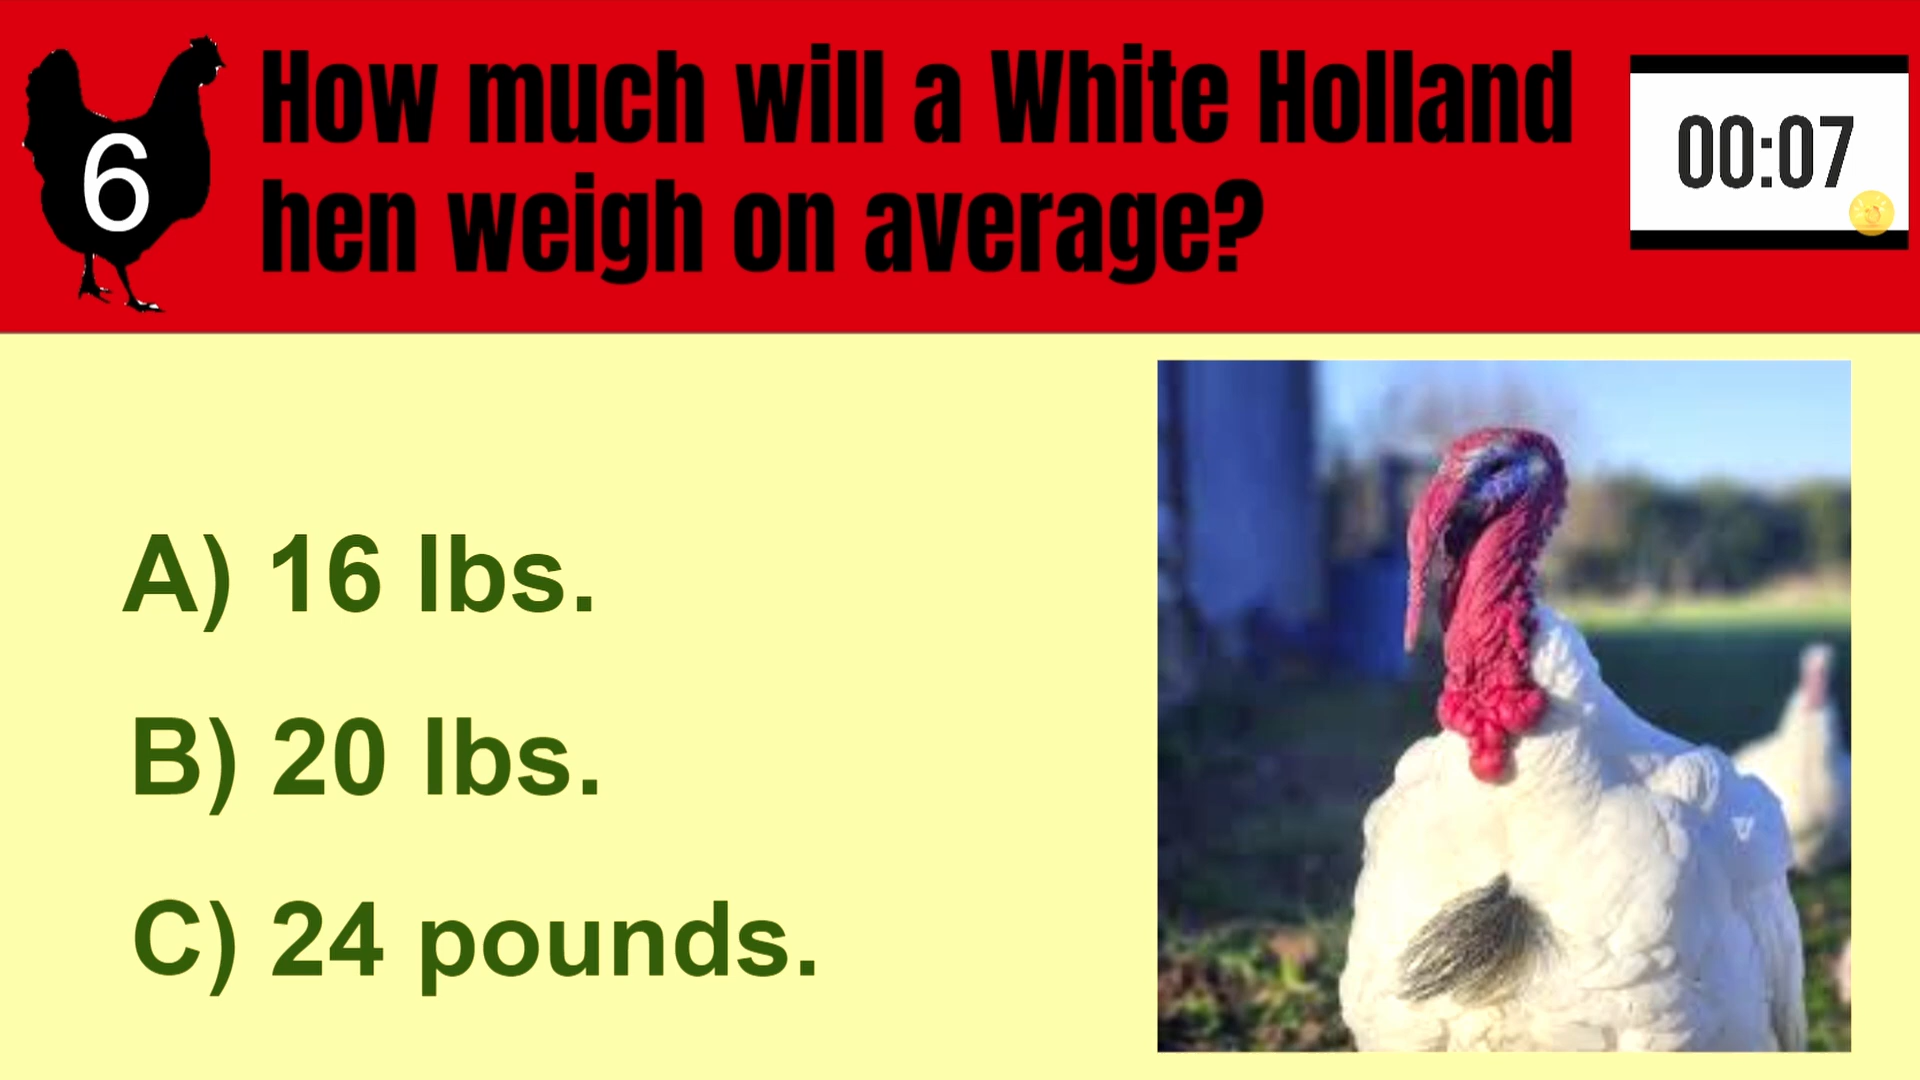 6
How much will a White Holland
hen weigh on average?
00:07
A) 16 lbs.
B) 20 lbs.
C) 24 pounds.